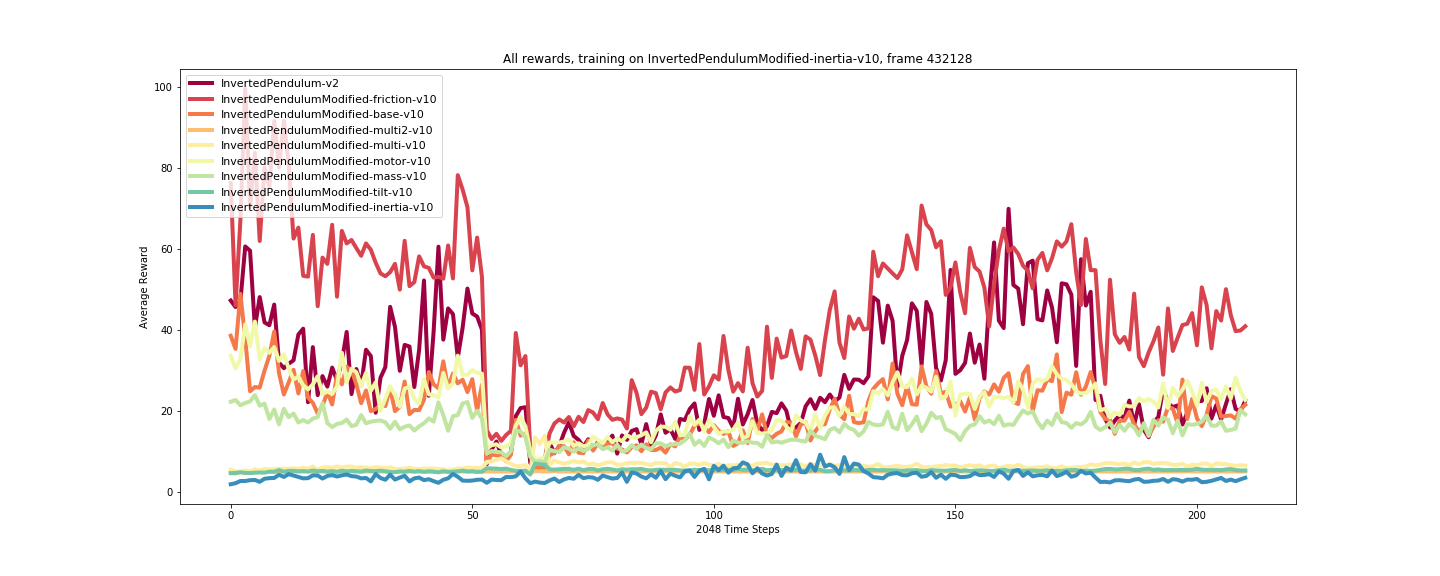 All rewards, training on InvertedPendulumModified-inertia-v10, frame 432128
InvertedPendulum-v2
InvertedPendulumModified-friction-v10
InvertedPendulumModified-base-v10
InvertedPendulumModified-multi2-v10
InvertedPendulumModified-multi-v10
InvertedPendulumModified-motor-v10
InvertedPendulumModified-mass-v10
InvertedPendulumModified-tilt-v10
InvertedPendulumModified-inertia-v10
100
80
60
40
20
0
Average Reward
0 50 100 150 200
2048 Time Steps